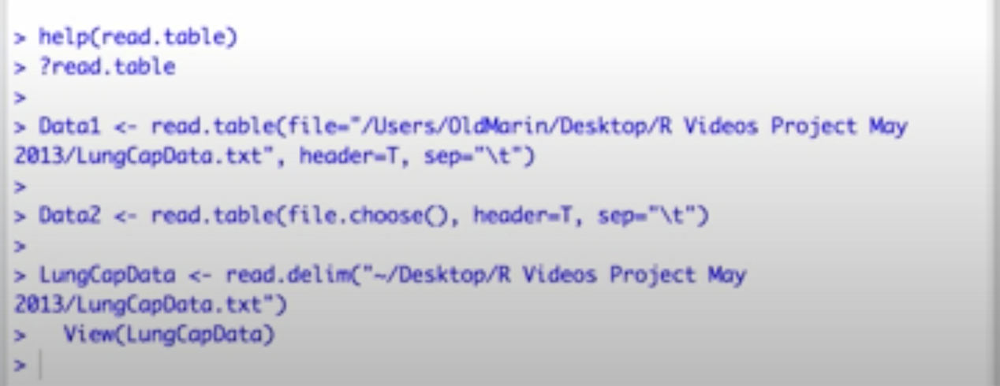 > help(read.table)
> ?read.table
>
> Data1 <- read.table(file="/Users/OldMarin/Desktop/R Videos Project May
2013/LungCapData.txt", header=T, sep="\t")
>
> Data2 <- read.table(file.choose(), header=T, sep="\t")
>
> LungCapData <- read.delim("~/Desktop/R Videos Project May
2013/LungCapData.txt")
>   View(LungCapData)
>